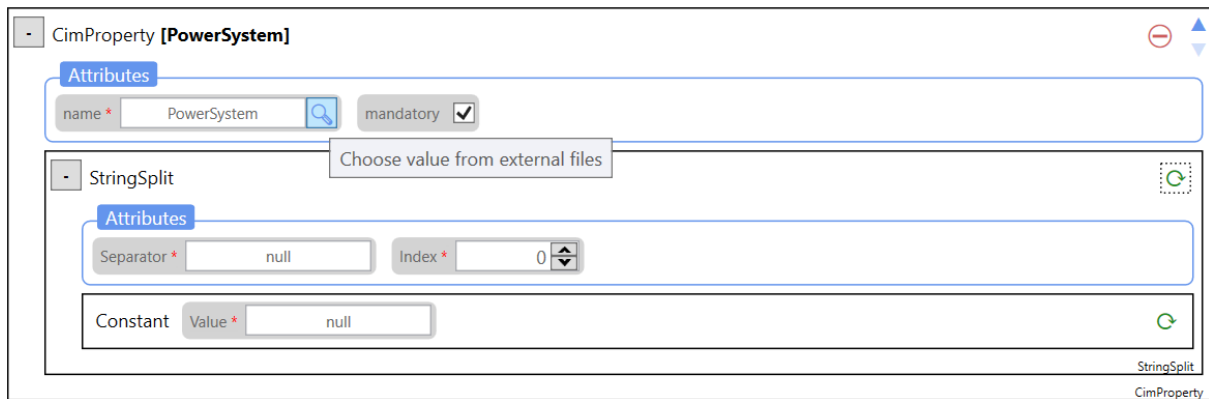 - CimProperty [PowerSystem]
Attributes
name * PowerSystem mandatory
Choose value from external files
- StringSplit
Attributes
Separator * null Index * 0
Constant Value * null
StringSplit
CimProperty